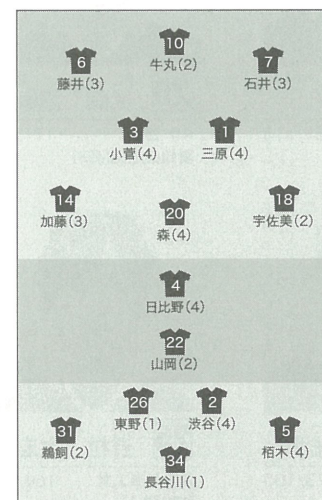 10
牛丸(2)
6
藤井(3)
7
石井(3)
3
小菅(4)
1
三原(4)
14
加藤(3)
18
宇佐美(2)
20
森(4)
4
日比野(4)
22
山岡(2)
26
東野(1)
2
渋谷(4)
31
鵜飼(2)
5
栢木(4)
34
長谷川(1)